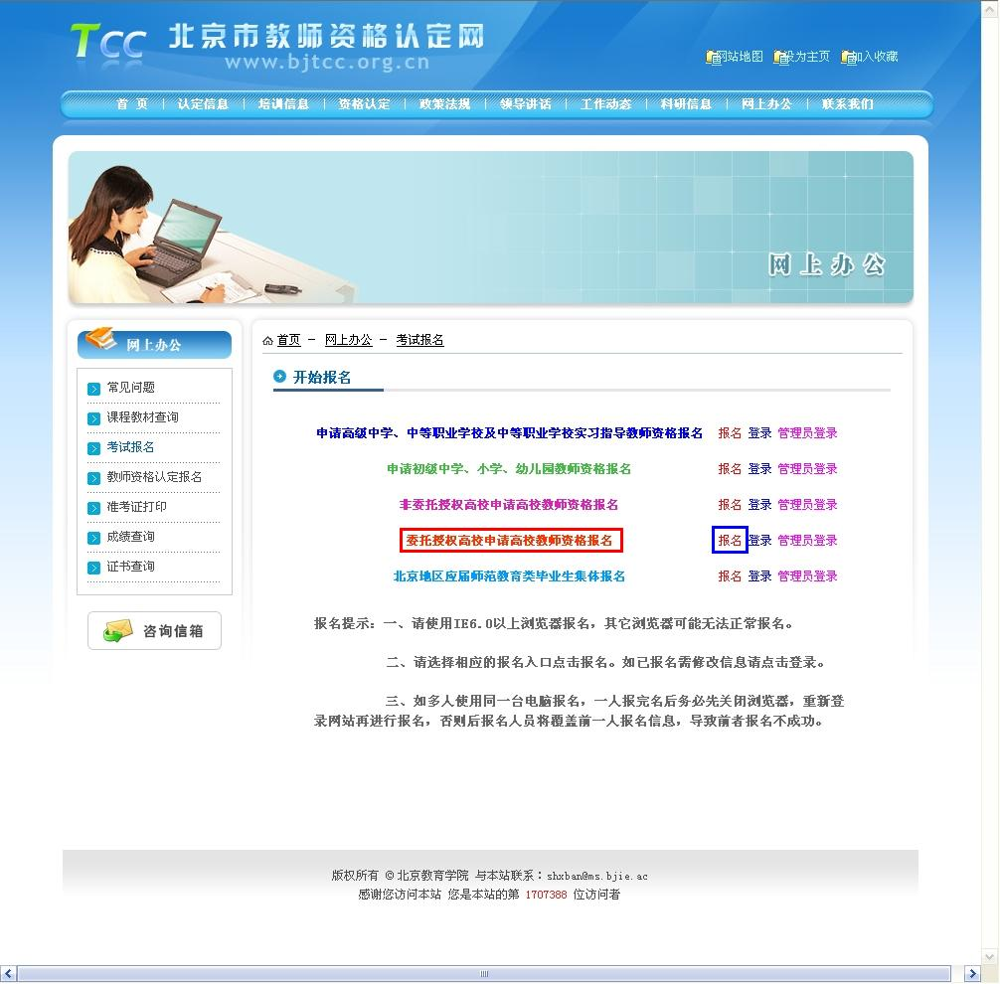 Tcc 北京市教师资格认定网
www.bjtcc.org.cn
网站地图 设为主页 加入收藏
首 页 | 认定信息 | 培训信息 | 资格认定 | 政策法规 | 领导讲话 | 工作动态 | 科研信息 | 网上办公 | 联系我们
网上办公
网上办公
常见问题
课程教材查询
考试报名
教师资格认定报名
准考证打印
成绩查询
证书查询
咨询信箱
首页 － 网上办公 － 考试报名
开始报名
申请高级中学、中等职业学校及中等职业学校实习指导教师资格报名 报名 登录 管理员登录
申请初级中学、小学、幼儿园教师资格报名 报名 登录 管理员登录
非委托授权高校申请高校教师资格报名 报名 登录 管理员登录
委托授权高校申请高校教师资格报名 报名 登录 管理员登录
北京地区应届师范教育类毕业生集体报名 报名 登录 管理员登录
报名提示：一、请使用IE6.0以上浏览器报名，其它浏览器可能无法正常报名。
二、请选择相应的报名入口点击报名。如已报名需修改信息请点击登录。
三、如多人使用同一台电脑报名，一人报完名后务必先关闭浏览器，重新登
录网站再进行报名，否则后报名人员将覆盖前一人报名信息，导致前者报名不成功。
版权所有 © 北京教育学院 与本站联系：shxban@ms.bjie.ac
感谢您访问本站 您是本站的第 1707388 位访问者